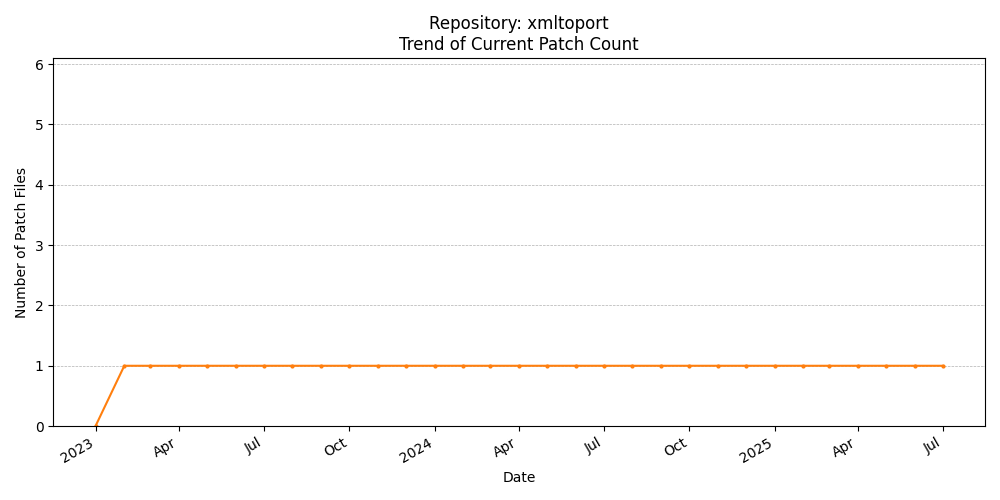 Repository: xmltoport
Trend of Current Patch Count
Number of Patch Files
6
5
4
3
2
1
0
2023
Apr
Jul
Oct
2024
Apr
Jul
Oct
2025
Apr
Jul
Date